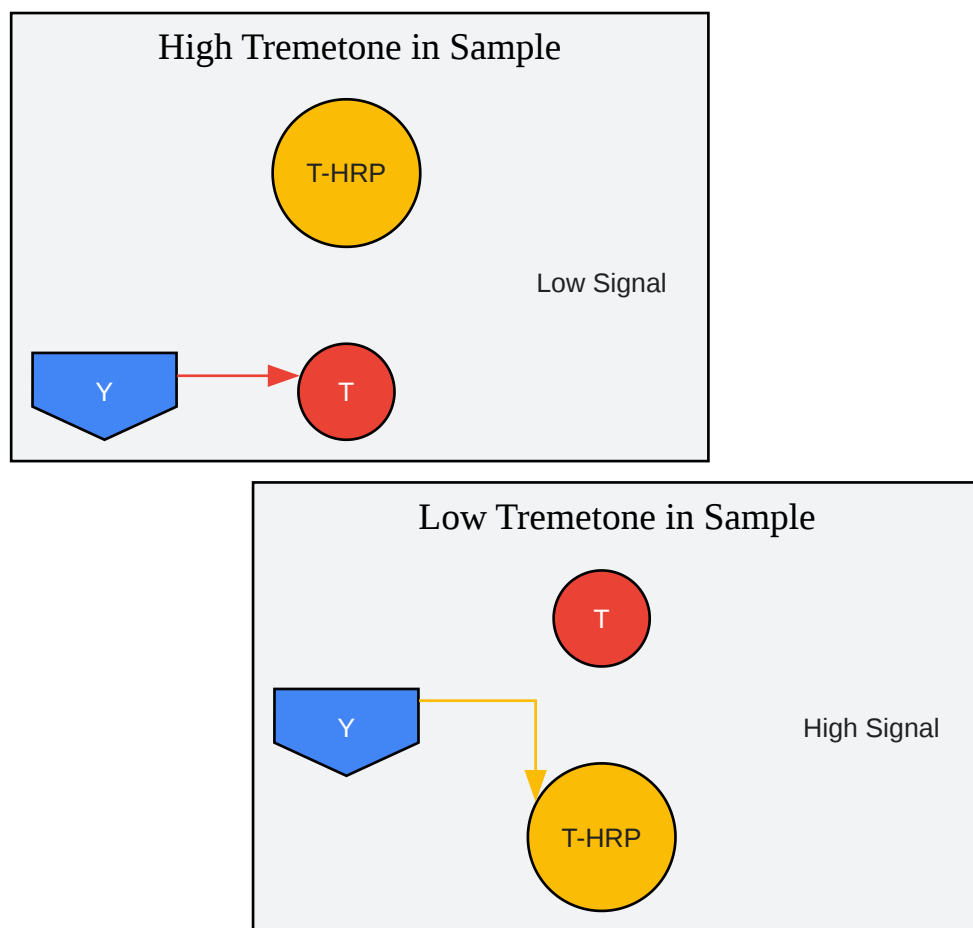 High Tremetone in Sample
T-HRP
Low Signal
Y
T
Low Tremetone in Sample
T
Y
High Signal
T-HRP